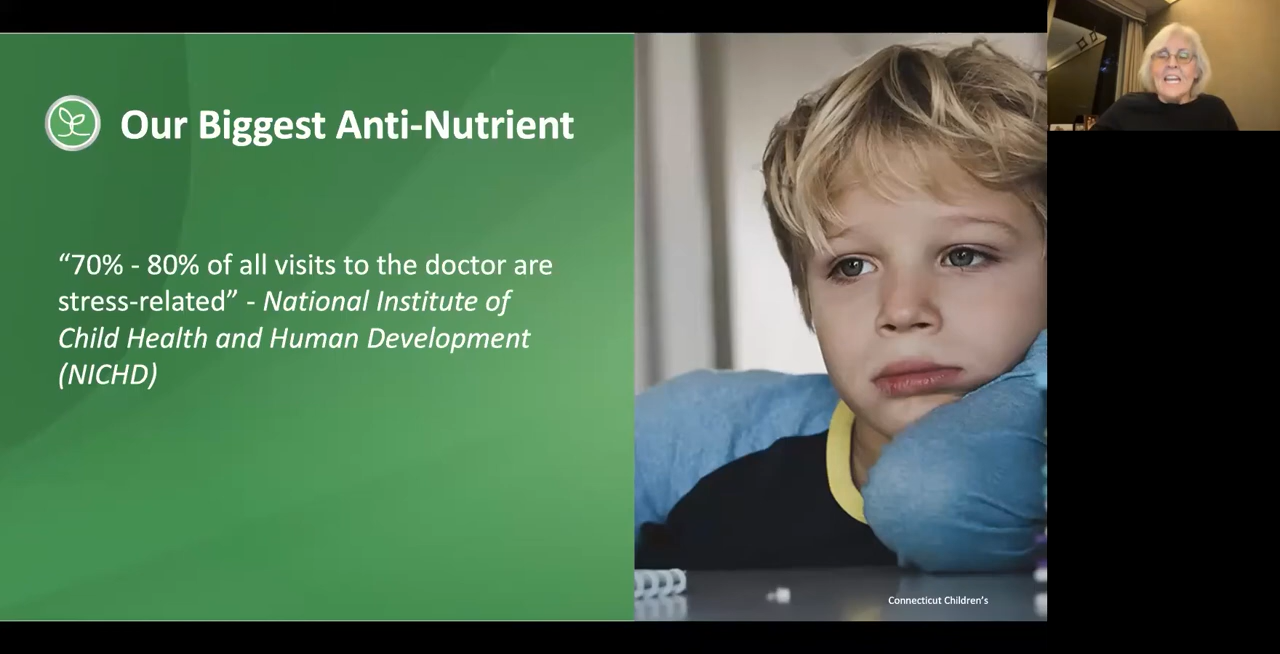 Our Biggest Anti-Nutrient
“70% - 80% of all visits to the doctor are
stress-related” - National Institute of
Child Health and Human Development
(NICHD)
Connecticut Children’s